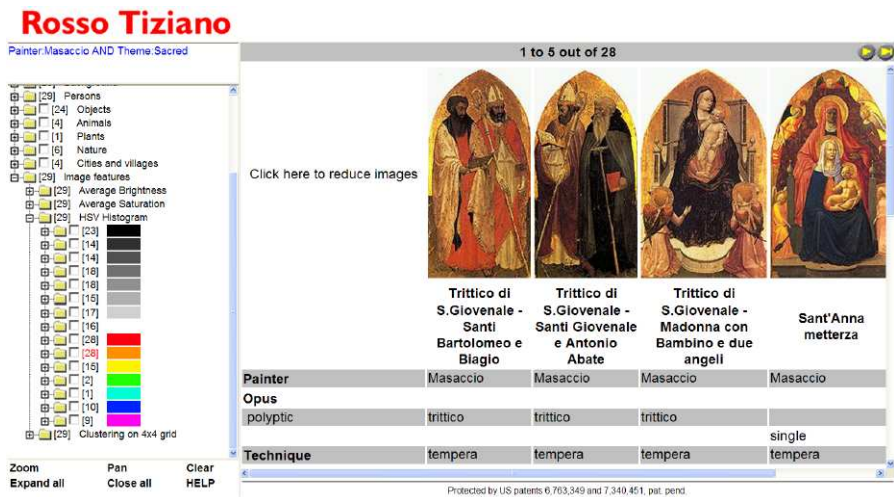 Rosso Tiziano
Painter:Masaccio AND Theme:Sacred
1 to 5 out of 28
[29] Persons
[24] Objects
[4] Animals
[1] Plants
[6] Nature
[4] Cities and villages
[29] Image features
[29] Average Brightness
[29] Average Saturation
[29] HSV Histogram
[23]
[14]
[14]
[18]
[18]
[15]
[17]
[16]
[28]
[28]
[15]
[2]
[1]
[10]
[9]
[29] Clustering on 4x4 grid
Zoom Pan Clear
Expand all Close all HELP
Click here to reduce images
Trittico di
S.Giovenale -
Santi
Bartolomeo e
Biagio
Trittico di
S.Giovenale -
Santi Giovenale
e Antonio
Abate
Trittico di
S.Giovenale -
Madonna con
Bambino e due
angeli
Sant'Anna
metterza
Painter Masaccio Masaccio Masaccio Masaccio
Opus
polyptic trittico trittico trittico
single
Technique tempera tempera tempera tempera
Protected by US patents 6,763,349 and 7,340,451, pat. pend.